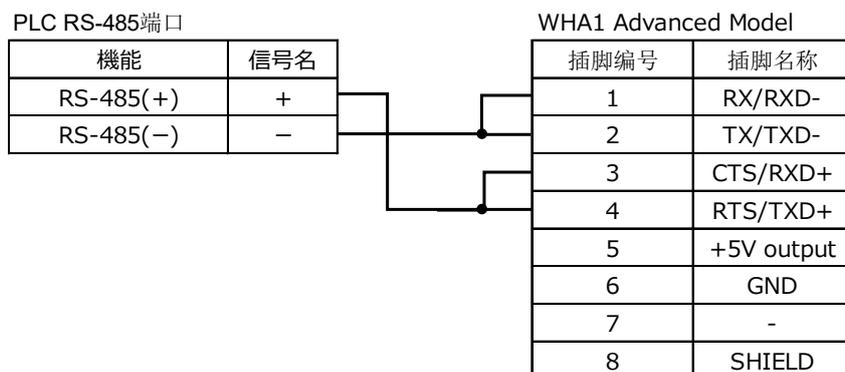 PLC RS-485端口
機能 信号名
RS-485(+) +
RS-485(−) −
WHA1 Advanced Model
插脚编号 插脚名称
1 RX/RXD-
2 TX/TXD-
3 CTS/RXD+
4 RTS/TXD+
5 +5V output
6 GND
7 -
8 SHIELD